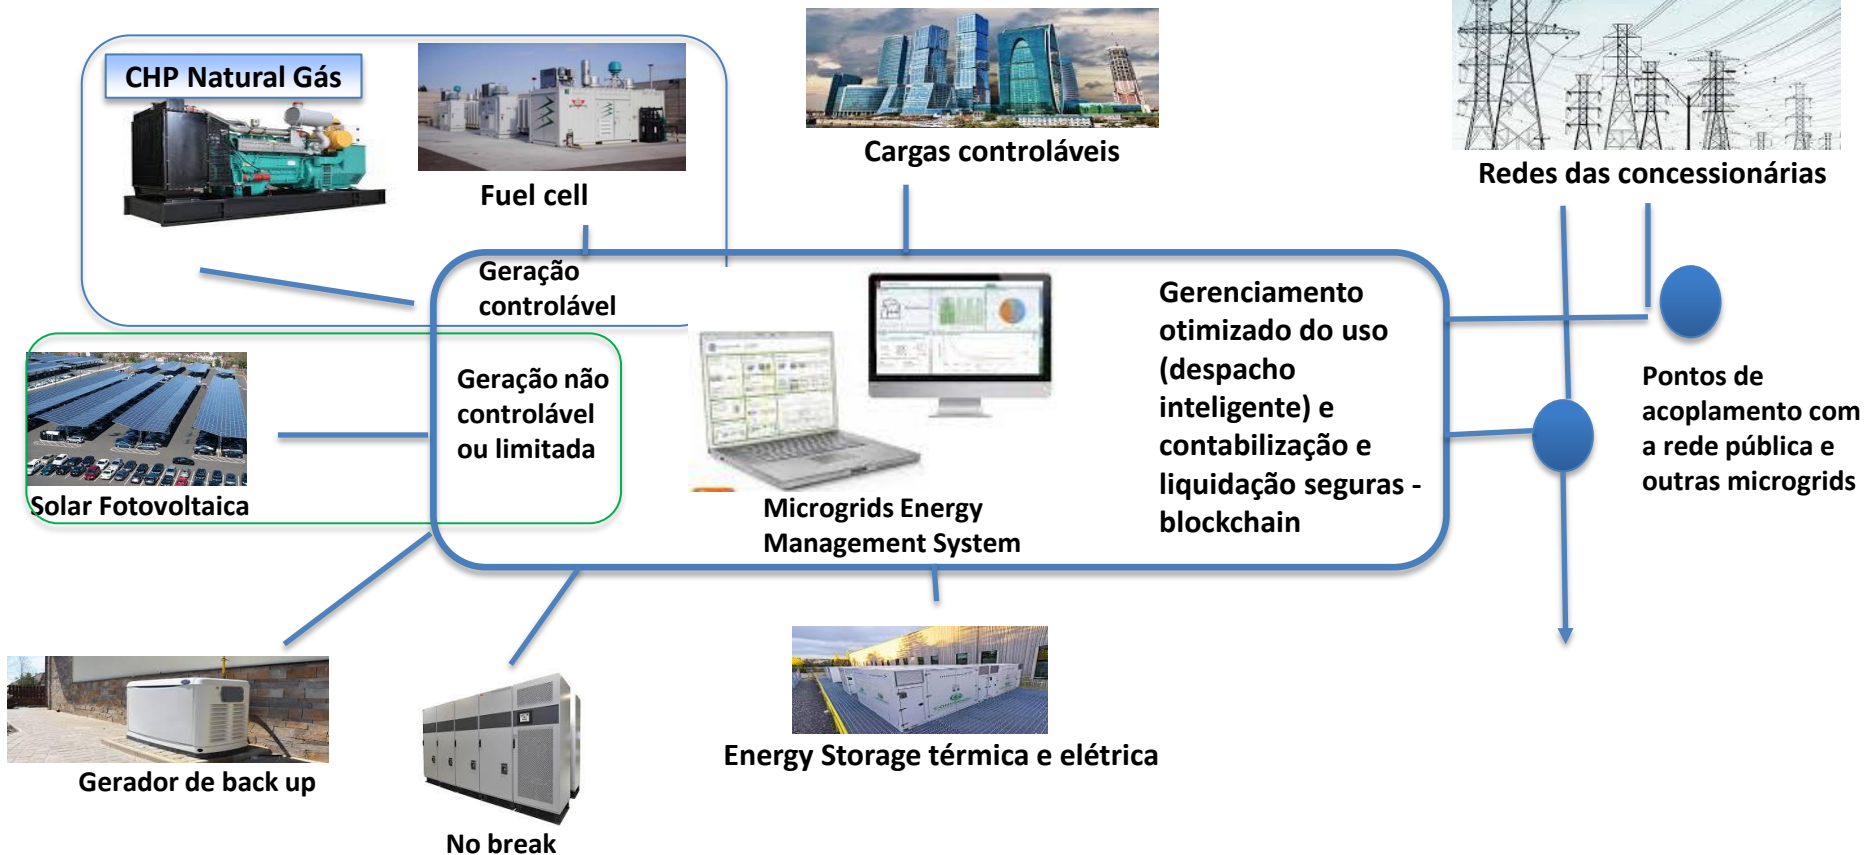 CHP Natural Gás
Fuel cell
Cargas controláveis
Redes das concessionárias
Geração
controlável
Geração não
controlável
ou limitada
Solar Fotovoltaica
Microgrids Energy
Management System
Gerenciamento
otimizado do uso
(despacho
inteligente) e
contabilização e
liquidação seguras -
blockchain
Pontos de
acoplamento com
a rede pública e
outras microgrids
Gerador de back up
No break
Energy Storage térmica e elétrica